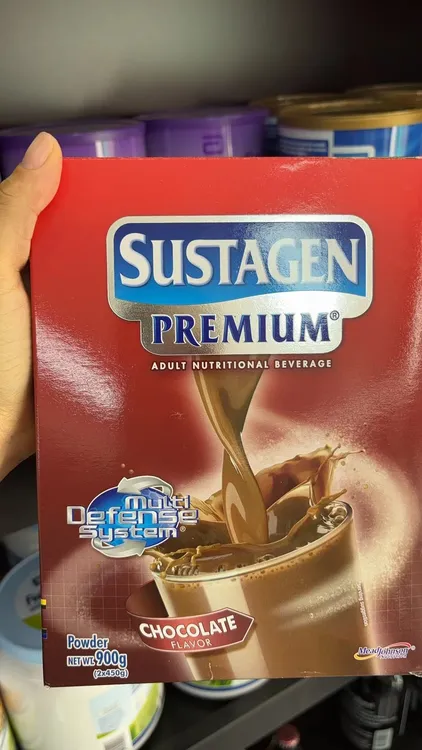 SUSTAGEN
PREMIUM®
ADULT NUTRITIONAL BEVERAGE
Multi
Defense
System®
CHOCOLATE
FLAVOR
Powder
NET WT. 900g
(2x450g)
MeadJohnson